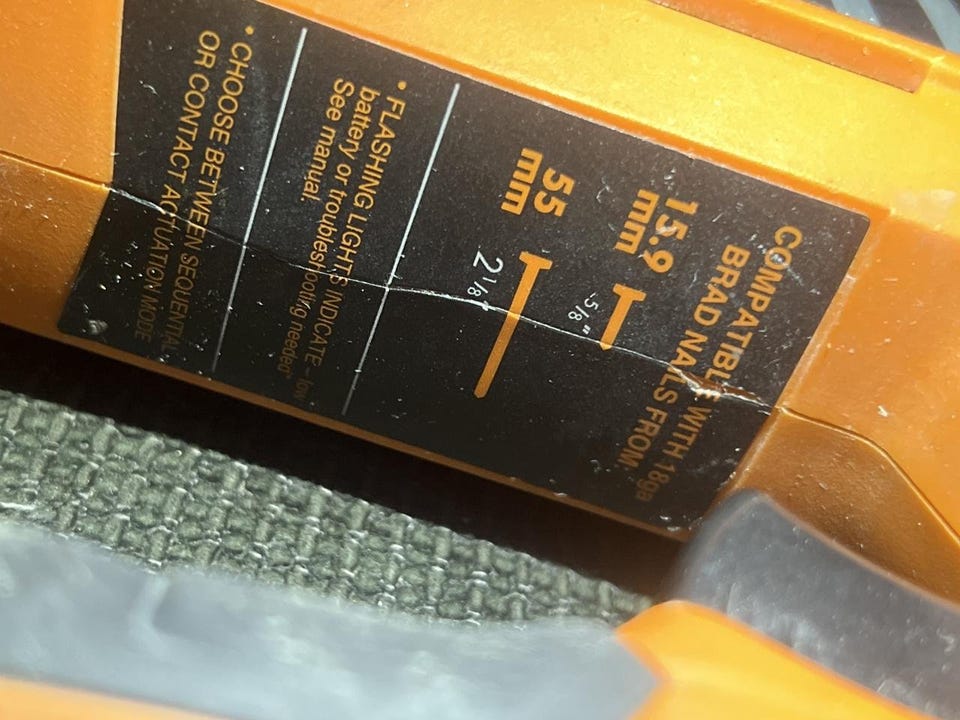 COMPATIBLE WITH 18ga
BRAD NAILS FROM:
15.9
mm
5/8"
55
mm
2 1/8"
• FLASHING LIGHTS INDICATE - low
battery or troubleshooting needed*
See manual.
• CHOOSE BETWEEN SEQUENTIAL
OR CONTACT ACTUATION MODE